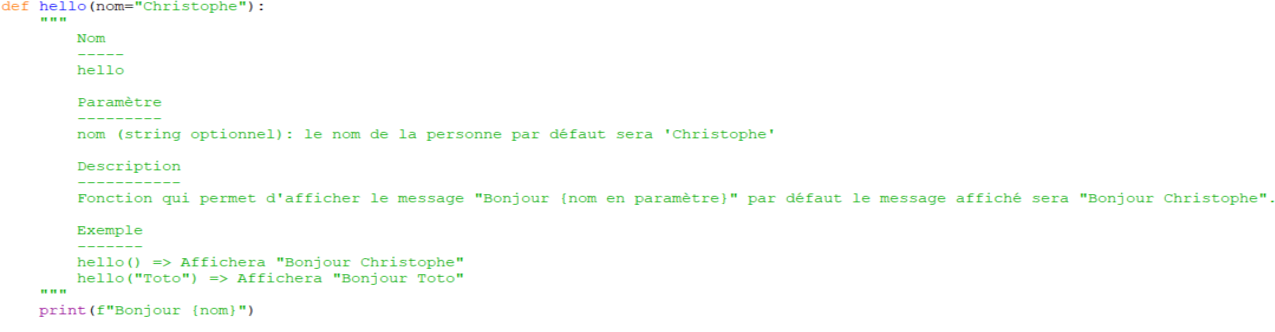 def hello(nom="Christophe"):
    """
        Nom
        -----
        hello

        Paramètre
        ---------
        nom (string optionnel): le nom de la personne par défaut sera 'Christophe'

        Description
        -----------
        Fonction qui permet d'afficher le message "Bonjour {nom en paramètre}" par défaut le message affiché sera "Bonjour Christophe".

        Exemple
        -------
        hello() => Affichera "Bonjour Christophe"
        hello("Toto") => Affichera "Bonjour Toto"
    """
    print(f"Bonjour {nom}")